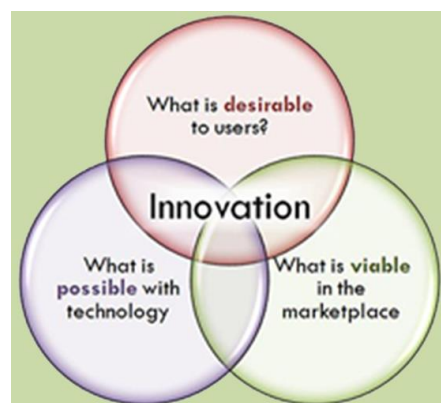 What is desirable
to users?
Innovation
What is
possible with
technology
What is viable
in the
marketplace